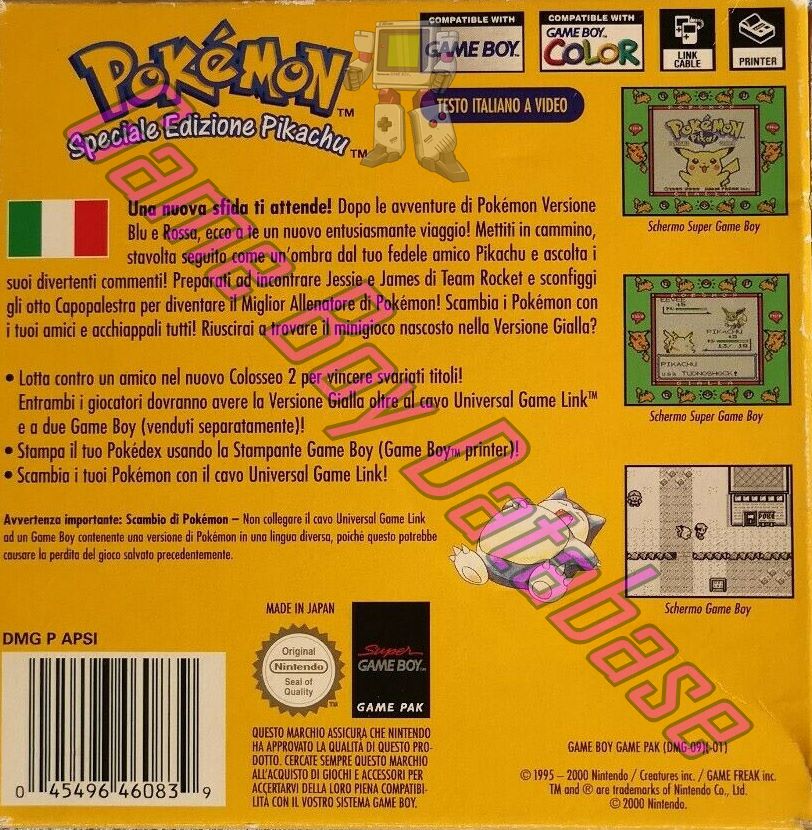 COMPATIBLE WITH
GAME BOY™
COMPATIBLE WITH
GAME BOY
COLOR
LINK
CABLE
PRINTER
POKéMON™
Speciale Edizione Pikachu™
TESTO ITALIANO A VIDEO
Una nuova sfida ti attende! Dopo le avventure di Pokémon Versione
Blu e Rossa, ecco a te un nuovo entusiasmante viaggio! Mettiti in cammino,
stavolta seguito come un'ombra dal tuo fedele amico Pikachu e ascolta i
suoi divertenti commenti! Preparati ad incontrare Jessie e James di Team Rocket e sconfiggi
gli otto Capopalestra per diventare il Miglior Allenatore di Pokémon! Scambia i Pokémon con
i tuoi amici e acchiappali tutti! Riuscirai a trovare il minigioco nascosto nella Versione Gialla?
• Lotta contro un amico nel nuovo Colosseo 2 per vincere svariati titoli!
Entrambi i giocatori dovranno avere la Versione Gialla oltre al cavo Universal Game Link™
e a due Game Boy (venduti separatamente)!
• Stampa il tuo Pokédex usando la Stampante Game Boy (Game Boy™ printer)!
• Scambia i tuoi Pokémon con il cavo Universal Game Link!
Avvertenza importante: Scambio di Pokémon – Non collegare il cavo Universal Game Link
ad un Game Boy contenente una versione di Pokémon in una lingua diversa, poiché questo potrebbe
causare la perdita del gioco salvato precedentemente.
POKéMON
Schermo Super Game Boy
PIKACHU
PIKACHU
Schermo Super Game Boy
POKé
Schermo Game Boy
MADE IN JAPAN
DMG P APSI
Original
Nintendo
Seal of
Quality
™
Super
GAME BOY™
GAME PAK
QUESTO MARCHIO ASSICURA CHE NINTENDO
HA APPROVATO LA QUALITÀ DI QUESTO PRO-
DOTTO. CERCATE SEMPRE QUESTO MARCHIO
ALL'ACQUISTO DI GIOCHI E ACCESSORI PER
ACCERTARVI DELLA LORO PIENA COMPATIBI-
LITÀ CON IL VOSTRO SISTEMA GAME BOY.
0 45496 46083 9
GAME BOY GAME PAK (DMG-09)(-01)
© 1995 – 2000 Nintendo / Creatures inc. / GAME FREAK inc.
TM and ® are trademarks of Nintendo Co., Ltd.
© 2000 Nintendo.
Game Boy Database